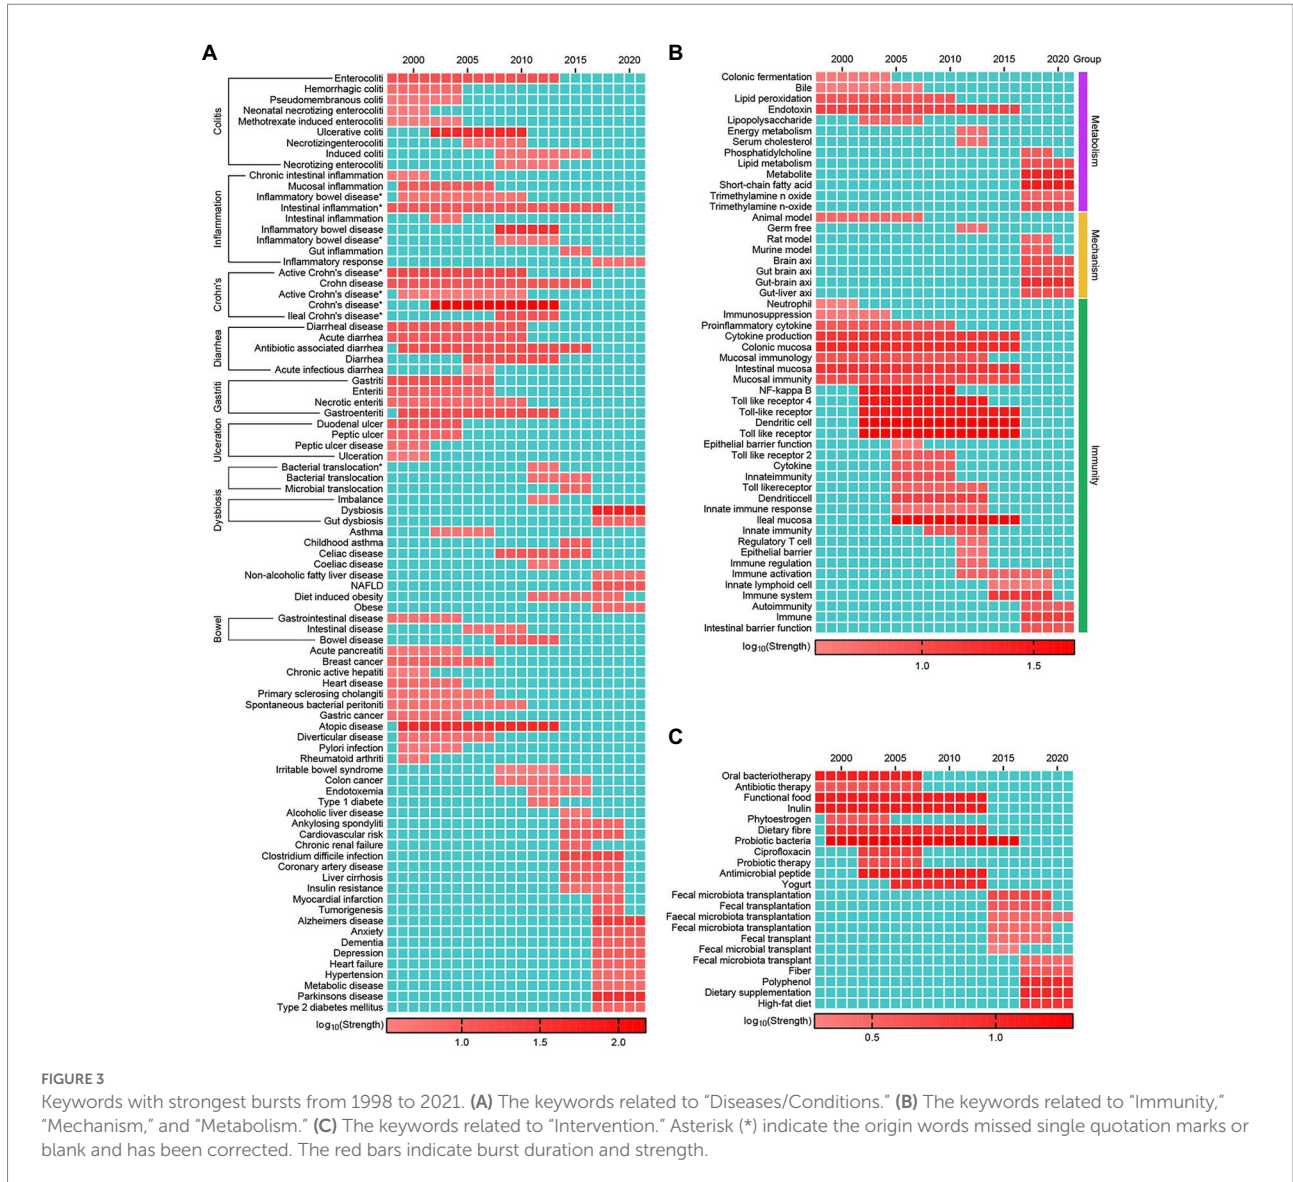 A
2000 2005 2010 2015 2020
Colitis
Enterocoliti
Hemorrhagic coliti
Pseudomembranous coliti
Neonatal necrotizing enterocoliti
Methotrexate induced enterocoliti
Ulcerative coliti
Necrotizingenterocoliti
Induced coliti
Necrotizing enterocoliti
Inflammation
Chronic intestinal inflammation
Mucosal inflammation
Inflammatory bowel disease*
Intestinal inflammation*
Intestinal inflammation
Inflammatory bowel disease
Inflammatory bowel disease*
Gut inflammation
Inflammatory response
Crohn's
Active Crohn's disease*
Crohn disease
Active Crohn's disease*
Crohn's disease*
Ileal Crohn's disease*
Diarrhea
Diarrheal disease
Acute diarrhea
Antibiotic associated diarrhea
Diarrhea
Acute infectious diarrhea
Gastriti
Gastriti
Enteriti
Necrotic enteriti
Gastroenteriti
Ulceration
Duodenal ulcer
Peptic ulcer
Peptic ulcer disease
Ulceration
Dysbiosis
Bacterial translocation*
Bacterial translocation
Microbial translocation
Imbalance
Dysbiosis
Gut dysbiosis
Asthma
Childhood asthma
Celiac disease
Coeliac disease
Non-alcoholic fatty liver disease
NAFLD
Diet induced obesity
Obese
Bowel
Gastrointestinal disease
Intestinal disease
Bowel disease
Acute pancreatiti
Breast cancer
Chronic active hepatiti
Heart disease
Primary sclerosing cholangiti
Spontaneous bacterial peritoniti
Gastric cancer
Atopic disease
Diverticular disease
Pylori infection
Rheumatoid arthriti
Irritable bowel syndrome
Colon cancer
Endotoxemia
Type 1 diabete
Alcoholic liver disease
Ankylosing spondyliti
Cardiovascular risk
Chronic renal failure
Clostridium difficile infection
Coronary artery disease
Liver cirrhosis
Insulin resistance
Myocardial infarction
Tumorigenesis
Alzheimers disease
Anxiety
Dementia
Depression
Heart failure
Hypertension
Metabolic disease
Parkinsons disease
Type 2 diabetes mellitus
log10(Strength)
1.0 1.5 2.0
B
2000 2005 2010 2015 2020 Group
Metabolism
Colonic fermentation
Bile
Lipid peroxidation
Endotoxin
Lipopolysaccharide
Energy metabolism
Serum cholesterol
Phosphatidylcholine
Lipid metabolism
Metabolite
Short-chain fatty acid
Trimethylamine n oxide
Trimethylamine n-oxide
Mechanism
Animal model
Germ free
Rat model
Murine model
Brain axi
Gut brain axi
Gut-brain axi
Gut-liver axi
Immunity
Neutrophil
Immunosuppression
Proinflammatory cytokine
Cytokine production
Colonic mucosa
Mucosal immunology
Intestinal mucosa
Mucosal immunity
NF-kappa B
Toll like receptor 4
Toll-like receptor
Dendritic cell
Toll like receptor
Epithelial barrier function
Toll like receptor 2
Cytokine
Innateimmunity
Toll likereceptor
Dendriticcell
Innate immune response
Ileal mucosa
Innate immunity
Regulatory T cell
Epithelial barrier
Immune regulation
Immune activation
Innate lymphoid cell
Immune system
Autoimmunity
Immune
Intestinal barrier function
log10(Strength)
1.0 1.5
C
2000 2005 2010 2015 2020
Oral bacteriotherapy
Antibiotic therapy
Functional food
Inulin
Phytoestrogen
Dietary fibre
Probiotic bacteria
Ciprofloxacin
Probiotic therapy
Antimicrobial peptide
Yogurt
Fecal microbiota transplantation
Fecal transplantation
Faecal microbiota transplantation
Fecal microbiota transplantation
Fecal transplant
Fecal microbial transplant
Fecal microbiota transplant
Fiber
Polyphenol
Dietary supplementation
High-fat diet
log10(Strength)
0.5 1.0
FIGURE 3
Keywords with strongest bursts from 1998 to 2021. (A) The keywords related to “Diseases/Conditions.” (B) The keywords related to “Immunity,”
“Mechanism,” and “Metabolism.” (C) The keywords related to “Intervention.” Asterisk (*) indicate the origin words missed single quotation marks or
blank and has been corrected. The red bars indicate burst duration and strength.